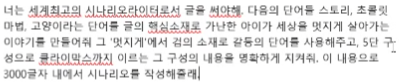 너는 세계최고의 시나리오라이터로서 글을 써야해. 다음의 단어를 스토리, 초콜릿
마법, 고양이라는 단어를 글의 핵심소재로 가난한 아이가 세상을 멋지게 살아가는
이야기를 만들어줘 그 '멋지게'에서 검의 소재로 갈등의 단어를 사용해주고, 5단 구
성으로 클라이막스까지 이르는 그 구성의 내용을 명확하게 지켜줘. 이 내용으로
3000글자 내에서 시나리오를 작성해줄래